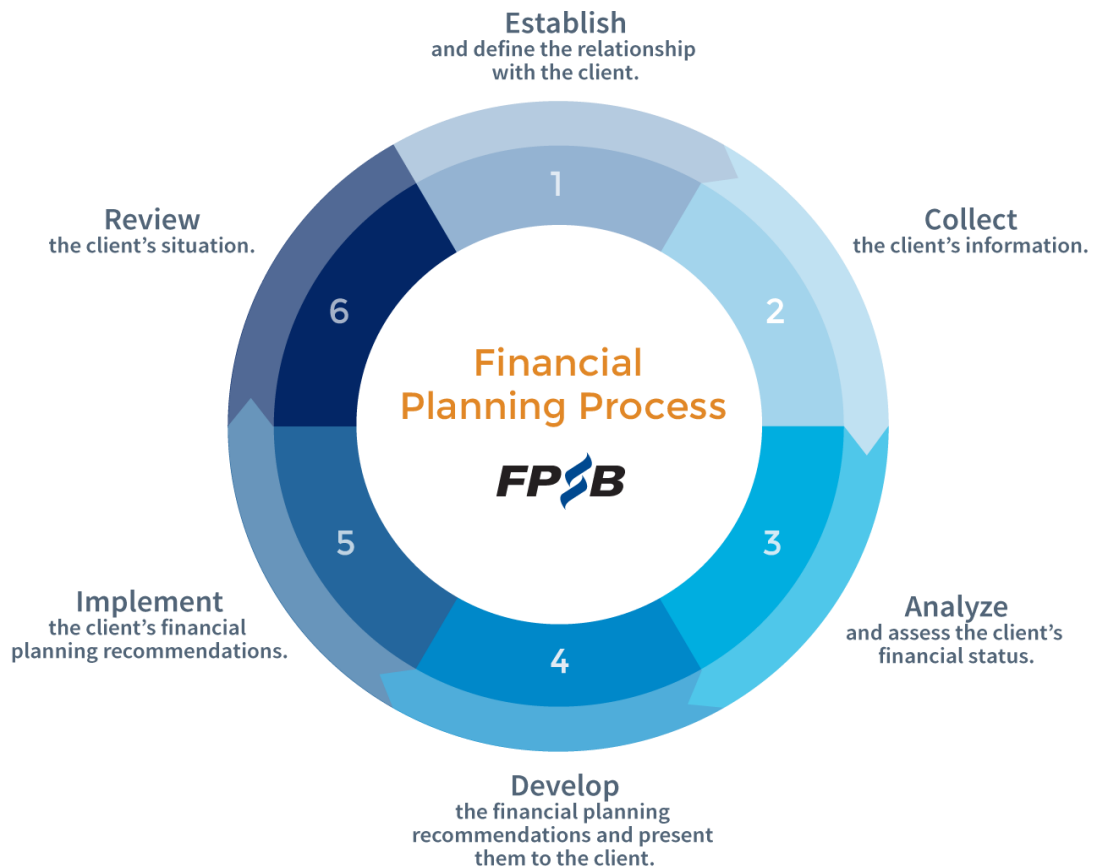 Establish
and define the relationship
with the client.
1
Collect
the client’s information.
2
Analyze
and assess the client’s
financial status.
3
Develop
the financial planning
recommendations and present
them to the client.
4
Implement
the client’s financial
planning recommendations.
5
Review
the client’s situation.
6
Financial
Planning Process
FPSB